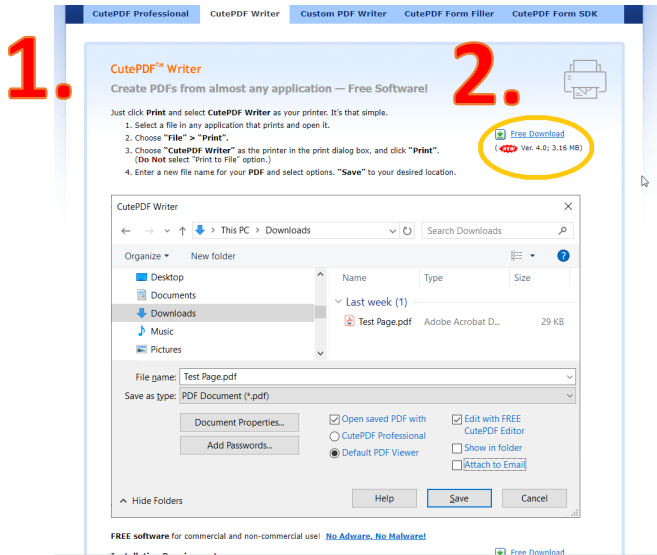 CutePDF Professional CutePDF Writer Custom PDF Writer CutePDF Form Filler CutePDF Form SDK
1.
2.
CutePDF™ Writer
Create PDFs from almost any application — Free Software!
Just click Print and select CutePDF Writer as your printer. It's that simple.
1. Select a file in any application that prints and open it.
2. Choose "File" > "Print".
3. Choose "CutePDF Writer" as the printer in the print dialog box, and click "Print".
(Do Not select "Print to File" option.)
4. Enter a new file name for your PDF and select options. "Save" to your desired location.
Free Download
(NEW Ver. 4.0; 3.16 MB)
CutePDF Writer
This PC > Downloads
Search Downloads
Organize New folder
?
Desktop
Documents
Downloads
Music
Pictures
Name Type Size
Last week (1)
Test Page.pdf Adobe Acrobat D... 29 KB
File name: Test Page.pdf
Save as type: PDF Document (*.pdf)
Document Properties...
Add Passwords...
Open saved PDF with
CutePDF Professional
Default PDF Viewer
Edit with FREE
CutePDF Editor
Show in folder
Attach to Email
Hide Folders
Help Save Cancel
FREE software for commercial and non-commercial use! No Adware, No Malware!
Free Download